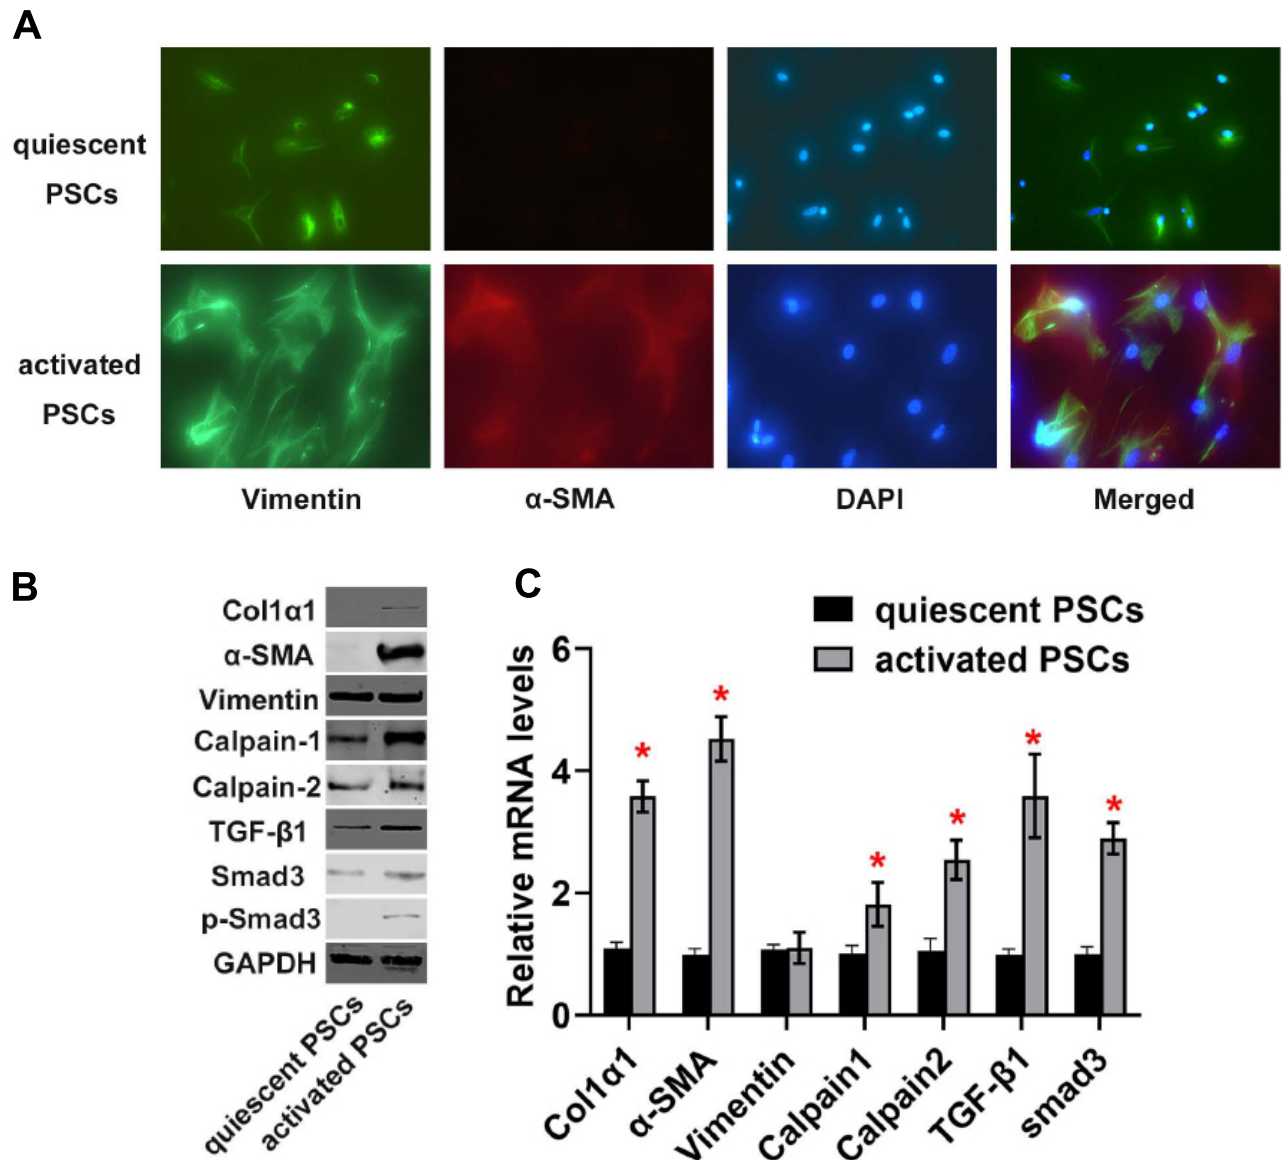 A
quiescent
PSCs
activated
PSCs
Vimentin
α-SMA
DAPI
Merged
B
Col1α1
α-SMA
Vimentin
Calpain-1
Calpain-2
TGF-β1
Smad3
p-Smad3
GAPDH
quiescent PSCs
activated PSCs
C
quiescent PSCs
activated PSCs
Relative mRNA levels
6
4
2
0
*
*
*
*
*
*
Col1α1
α-SMA
Vimentin
Calpain1
Calpain2
TGF-β1
smad3